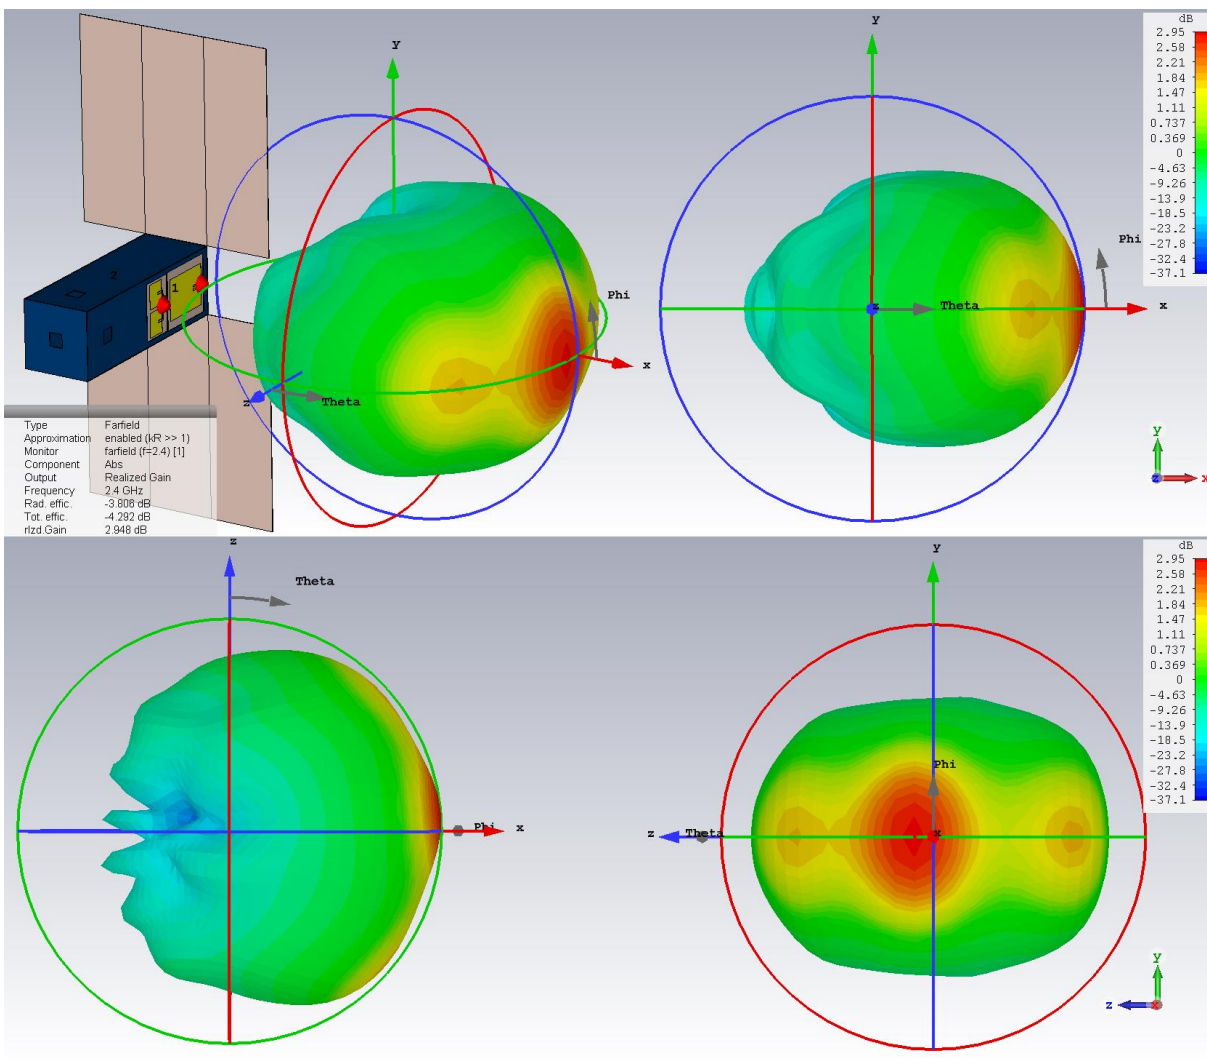 y
dB
2.95
2.58
2.21
1.84
1.47
1.11
0.737
0.369
0
-4.63
-9.26
-13.9
-18.5
-23.2
-27.8
-32.4
-37.1
y
2
1
Phi
x
z
Theta
Phi
z
Theta
x
y
z
x
Type Farfield
Approximation enabled (kR >> 1)
Monitor farfield (f=2.4) [1]
Component Abs
Output Realized Gain
Frequency 2.4 GHz
Rad. effic. -3.806 dB
Tot. effic. -4.292 dB
rlzd.Gain 2.948 dB
z
Theta
Phi
x
y
dB
2.95
2.58
2.21
1.84
1.47
1.11
0.737
0.369
0
-4.63
-9.26
-13.9
-18.5
-23.2
-27.8
-32.4
-37.1
Phi
z
Theta
x
y
z
x